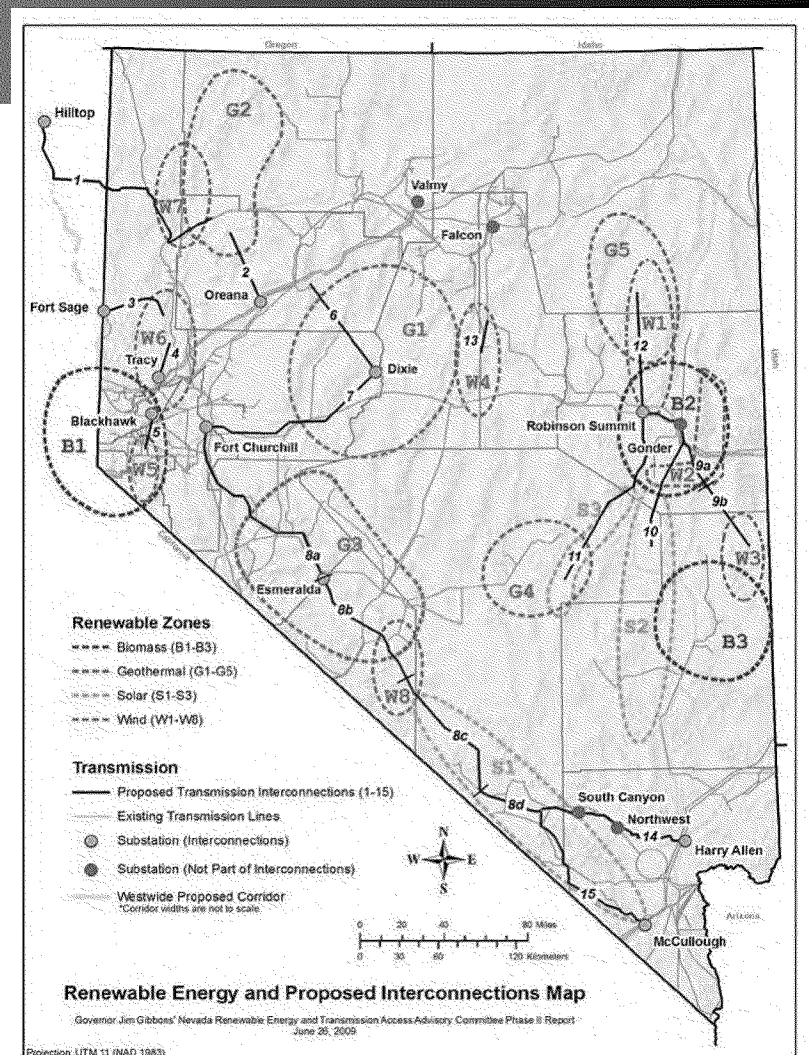 Oregon
Idaho
Hilltop
G2
1
W7
Valmy
Falcon
2
G5
Oreana
Fort Sage
3
W6
6
G1
13
W1
12
Tracy
4
W4
Dixie
Utah
7
Blackhawk
B1
5
W5
Fort Churchill
Robinson Summit
B2
Gonder
9a
W2
9b
S3
10
8a
G3
11
G4
W3
California
Esmeralda
8b
S2
B3
W8
8c
S1
8d
South Canyon
Northwest
14
Harry Allen
15
McCullough
Arizona
Renewable Zones
Biomass (B1-B3)
Geothermal (G1-G5)
Solar (S1-S3)
Wind (W1-W8)
Transmission
Proposed Transmission Interconnections (1-15)
Existing Transmission Lines
Substation (Interconnections)
Substation (Not Part of Interconnections)
Westwide Proposed Corridor
*Corridor widths are not to scale
N
W E
S
0 20 40 80 Miles
0 30 60 120 Kilometers
Renewable Energy and Proposed Interconnections Map
Governor Jim Gibbons' Nevada Renewable Energy and Transmission Access Advisory Committee Phase II Report
June 26, 2009
Projection: UTM 11 (NAD 1983)